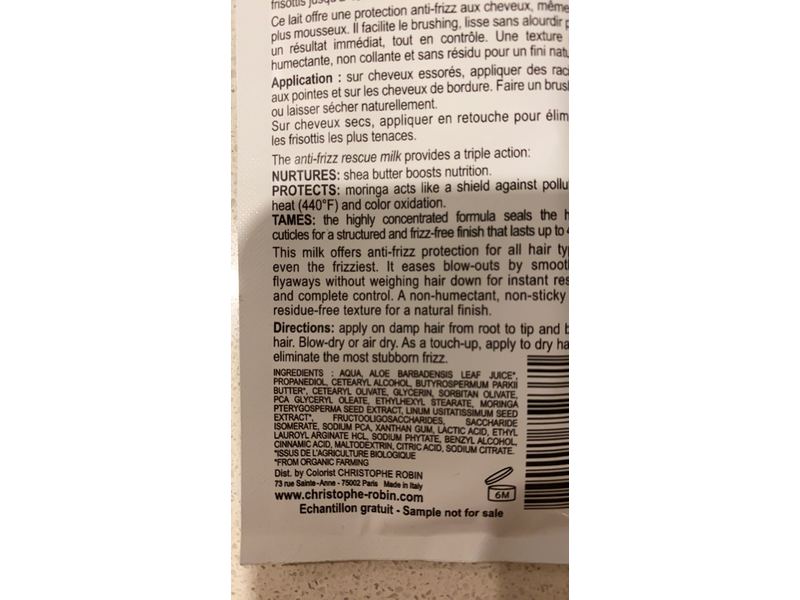 frisottis jusqu'à
Ce lait offre une protection anti-frizz aux cheveux, même
plus mousseux. Il facilite le brushing, lisse sans alourdir p
un résultat immédiat, tout en contrôle. Une texture
humectante, non collante et sans résidu pour un fini natu
Application : sur cheveux essorés, appliquer des raci
aux pointes et sur les cheveux de bordure. Faire un brus
ou laisser sécher naturellement.
Sur cheveux secs, appliquer en retouche pour élim
les frisottis les plus tenaces.
The anti-frizz rescue milk provides a triple action:
NURTURES: shea butter boosts nutrition.
PROTECTS: moringa acts like a shield against pollu
heat (440°F) and color oxidation.
TAMES: the highly concentrated formula seals the h
cuticles for a structured and frizz-free finish that lasts up to 4
This milk offers anti-frizz protection for all hair ty
even the frizziest. It eases blow-outs by smoot
flyaways without weighing hair down for instant res
and complete control. A non-humectant, non-sticky
residue-free texture for a natural finish.
Directions: apply on damp hair from root to tip and b
hair. Blow-dry or air dry. As a touch-up, apply to dry ha
eliminate the most stubborn frizz.
INGREDIENTS : AQUA, ALOE BARBADENSIS LEAF JUICE*,
PROPANEDIOL, CETEARYL ALCOHOL, BUTYROSPERMUM PARKII
BUTTER*, CETEARYL OLIVATE, GLYCERIN, SORBITAN OLIVATE,
PCA GLYCERYL OLEATE, ETHYLHEXYL STEARATE, MORINGA
PTERYGOSPERMA SEED EXTRACT, LINUM USITATISSIMUM SEED
EXTRACT*, FRUCTOOLIGOSACCHARIDES, SACCHARIDE
ISOMERATE, SODIUM PCA, XANTHAN GUM, LACTIC ACID, ETHYL
LAUROYL ARGINATE HCL, SODIUM PHYTATE, BENZYL ALCOHOL,
CINNAMIC ACID, MALTODEXTRIN, CITRIC ACID, SODIUM CITRATE.
*ISSUS DE L'AGRICULTURE BIOLOGIQUE
*FROM ORGANIC FARMING
Dist. by Colorist CHRISTOPHE ROBIN
73 rue Sainte-Anne - 75002 Paris Made in Italy
www.christophe-robin.com
6M
Echantillon gratuit - Sample not for sale